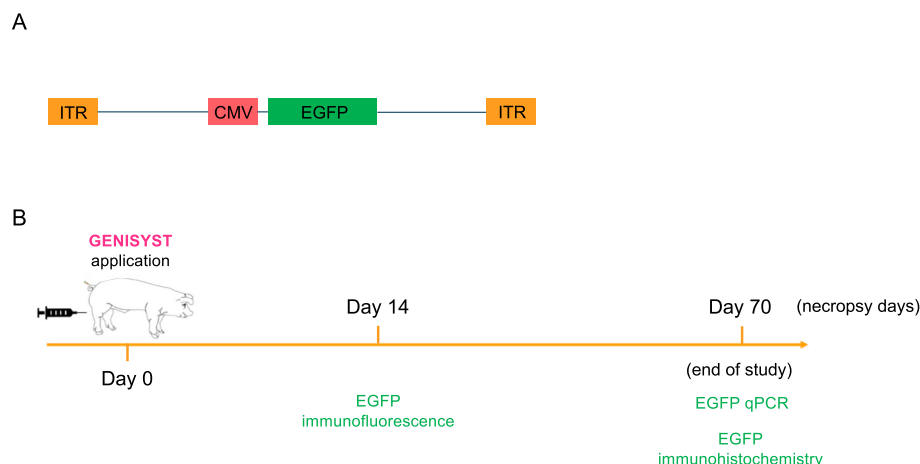 A
ITR
CMV
EGFP
ITR
B
GENISYST
application
Day 0
Day 14
Day 70
(necropsy days)
(end of study)
EGFP
immunofluorescence
EGFP qPCR
EGFP
immunohistochemistry